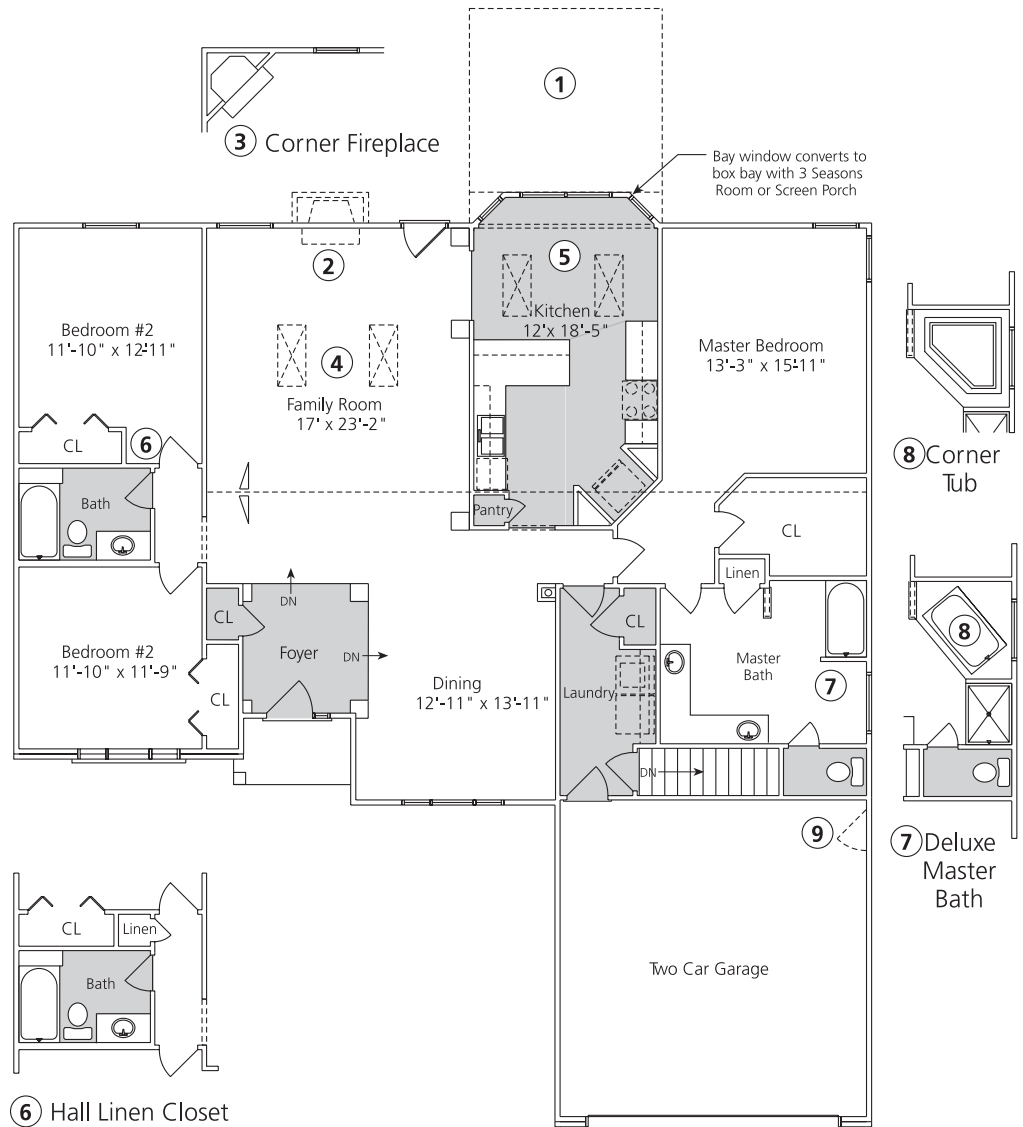 1
3 Corner Fireplace
Bay window converts to
box bay with 3 Seasons
Room or Screen Porch
2
5
Kitchen
12'x 18'-5"
Bedroom #2
11'-10" x 12'-11"
4
Family Room
17' x 23'-2"
Master Bedroom
13'-3" x 15'-11"
CL
6
8 Corner
Tub
Bath
Pantry
CL
Linen
DN
CL
Foyer
DN
CL
Bedroom #2
11'-10" x 11'-9"
CL
Dining
12'-11" x 13'-11"
Laundry
Master
Bath
7
8
DN
9
7 Deluxe
Master
Bath
CL
Linen
Bath
Two Car Garage
6 Hall Linen Closet